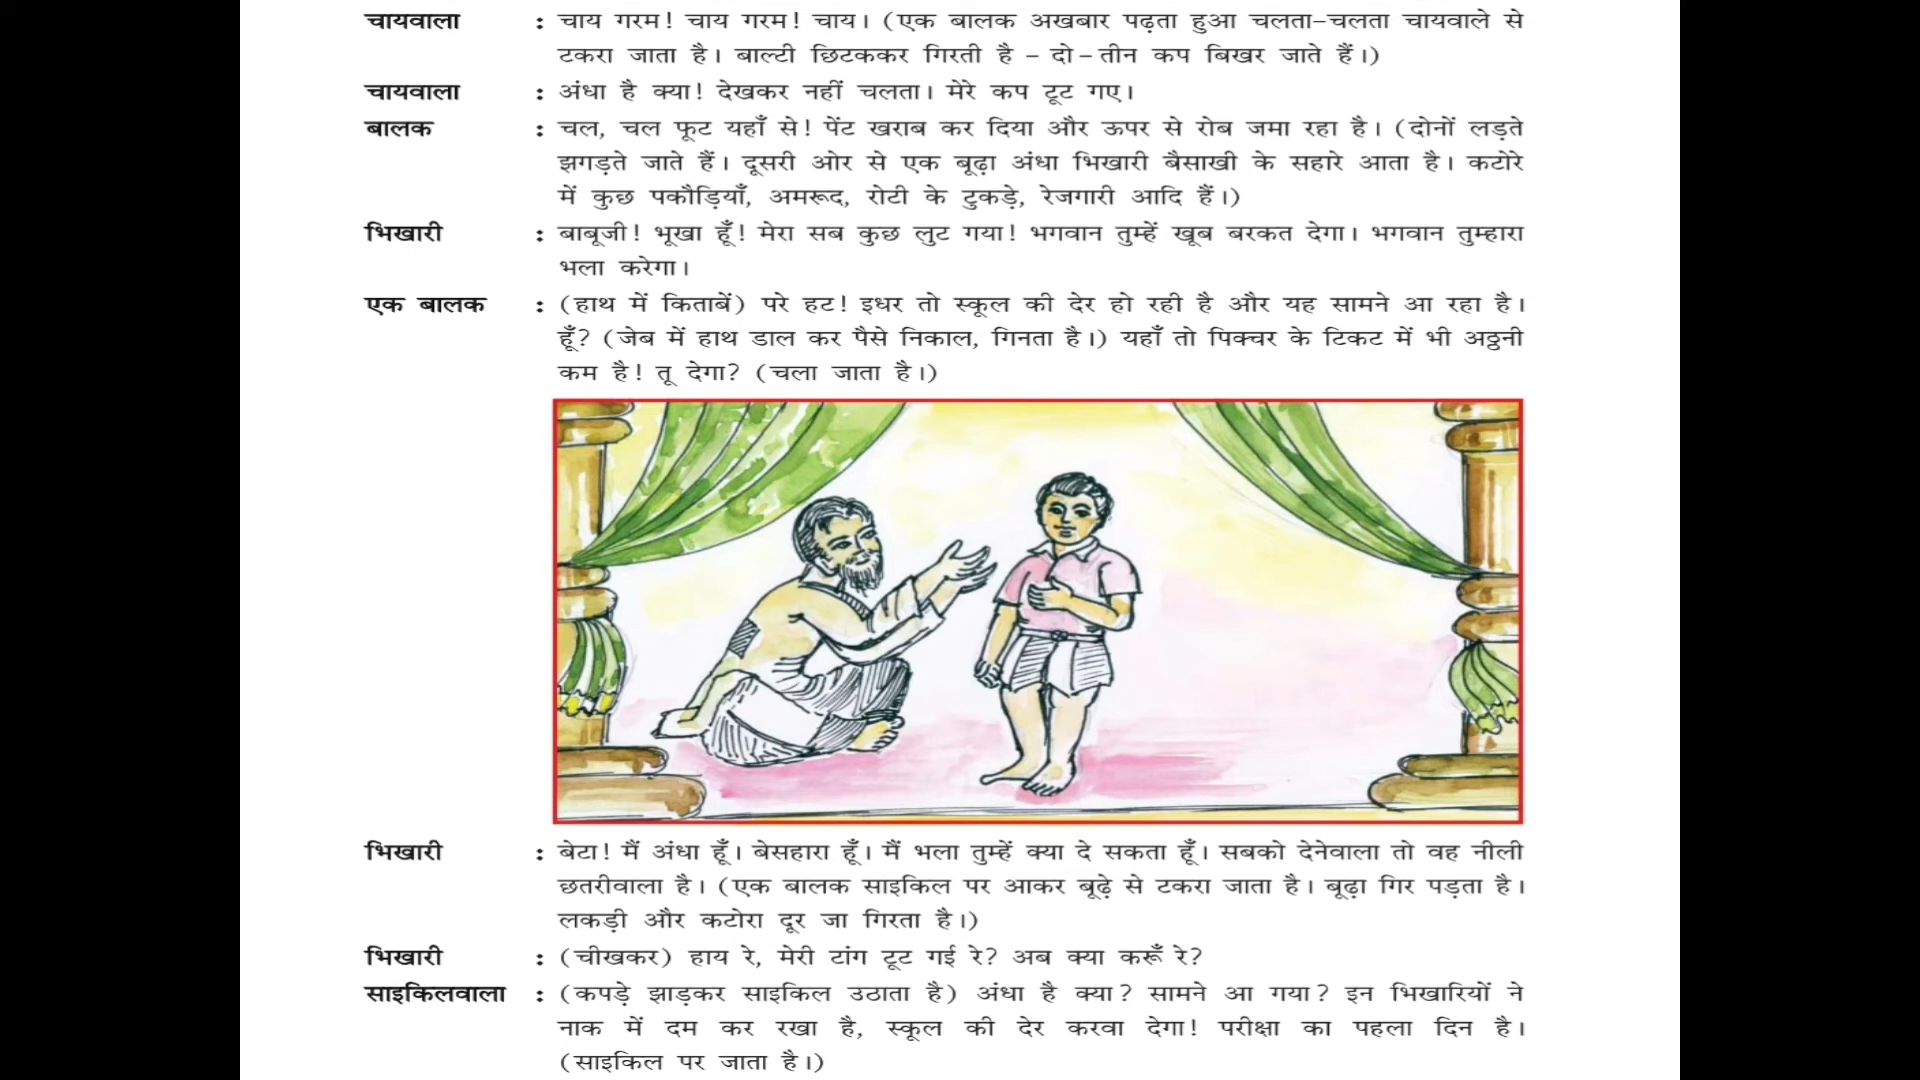 चायवाला : चाय गरम! चाय गरम! चाय। (एक बालक अखबार पढ़ता हुआ चलता-चलता चायवाले से
टकरा जाता है। बाल्टी छिटककर गिरती है - दो-तीन कप बिखर जाते हैं।)
चायवाला : अंधा है क्या! देखकर नहीं चलता। मेरे कप टूट गए।
बालक : चल, चल फूट यहाँ से! पेंट खराब कर दिया और ऊपर से रोब जमा रहा है। (दोनों लड़ते
झगड़ते जाते हैं। दूसरी ओर से एक बूढ़ा अंधा भिखारी बैसाखी के सहारे आता है। कटोरे
में कुछ पकौड़ियाँ, अमरूद, रोटी के टुकड़े, रेजगारी आदि हैं।)
भिखारी : बाबूजी! भूखा हूँ! मेरा सब कुछ लुट गया! भगवान तुम्हें खूब बरकत देगा। भगवान तुम्हारा
भला करेगा।
एक बालक : (हाथ में किताबें) परे हट! इधर तो स्कूल की देर हो रही है और यह सामने आ रहा है।
हूँ? (जेब में हाथ डाल कर पैसे निकाल, गिनता है।) यहाँ तो पिक्चर के टिकट में भी अठ्ठनी
कम है! तू देगा? (चला जाता है।)
भिखारी : बेटा! मैं अंधा हूँ। बेसहारा हूँ। मैं भला तुम्हें क्या दे सकता हूँ। सबको देनेवाला तो वह नीली
छतरीवाला है। (एक बालक साइकिल पर आकर बूढ़े से टकरा जाता है। बूढ़ा गिर पड़ता है।
लकड़ी और कटोरा दूर जा गिरता है।)
भिखारी : (चीखकर) हाय रे, मेरी टांग टूट गई रे? अब क्या करूँ रे?
साइकिलवाला : (कपड़े झाड़कर साइकिल उठाता है) अंधा है क्या? सामने आ गया? इन भिखारियों ने
नाक में दम कर रखा है, स्कूल की देर करवा देगा! परीक्षा का पहला दिन है।
(साइकिल पर जाता है।)